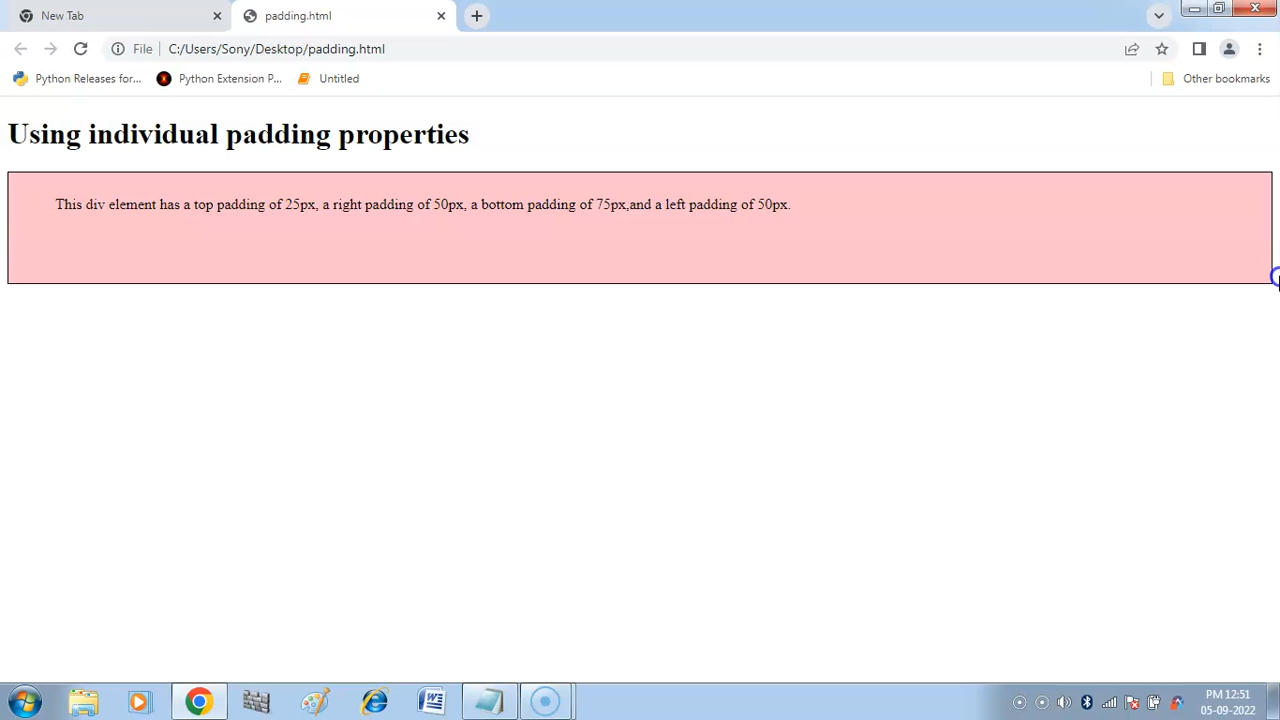 New Tab
padding.html
File
C:/Users/Sony/Desktop/padding.html
Python Releases for...
Python Extension P...
Untitled
Other bookmarks
Using individual padding properties
This div element has a top padding of 25px, a right padding of 50px, a bottom padding of 75px,and a left padding of 50px.
PM 12:51
05-09-2022